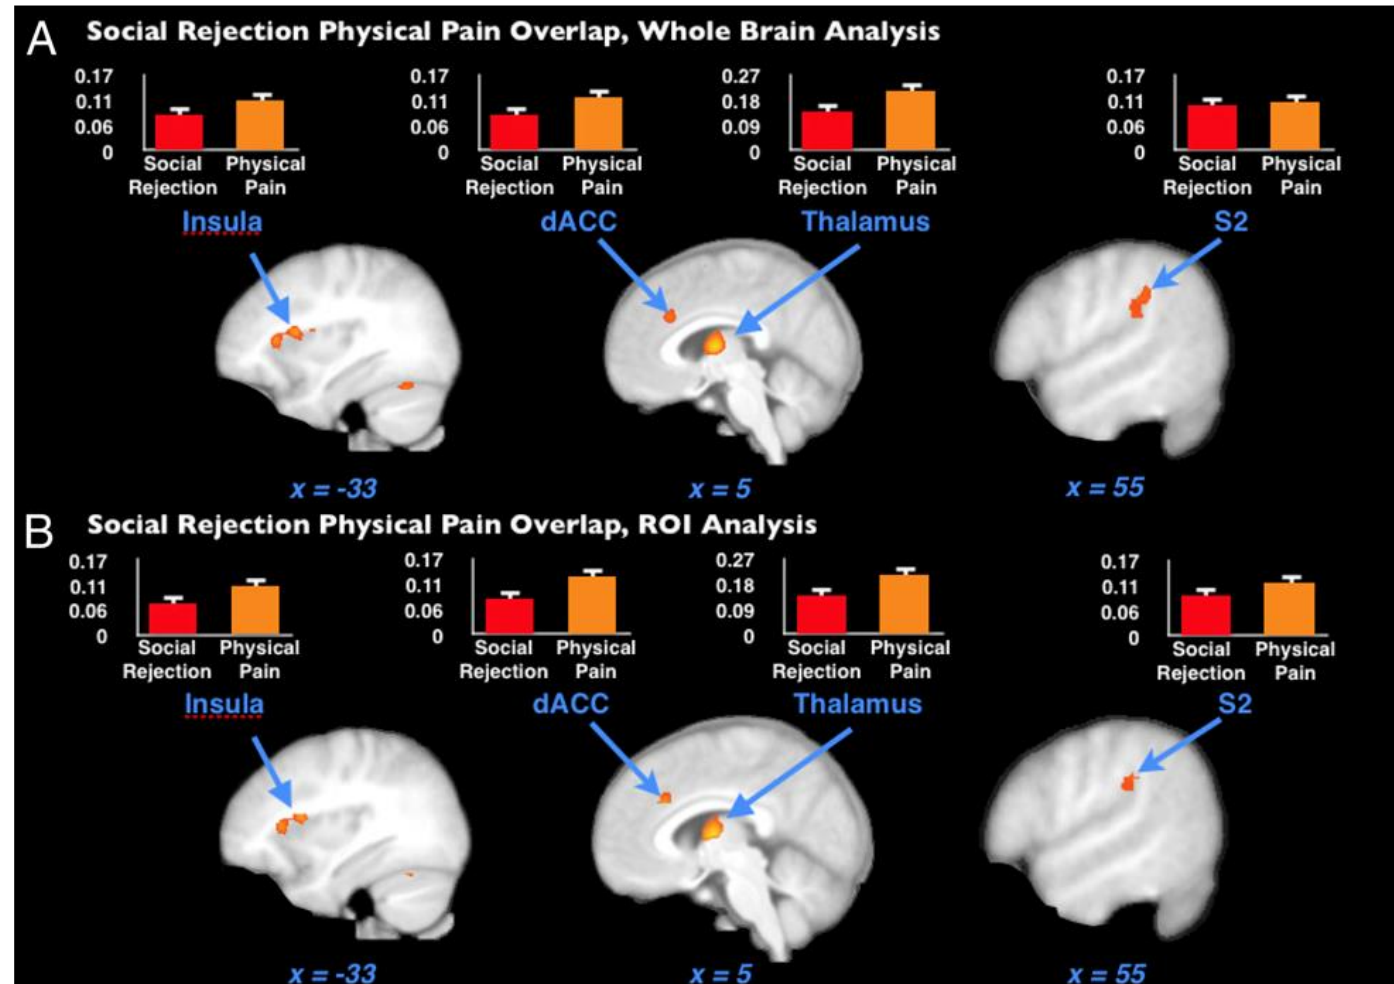 A Social Rejection Physical Pain Overlap, Whole Brain Analysis
0.17 0.17 0.27 0.17
0.11 0.11 0.18 0.11
0.06 0.06 0.09 0.06
0 0 0 0
Social Physical Social Physical Social Physical Social Physical
Rejection Pain Rejection Pain Rejection Pain Rejection Pain
Insula dACC Thalamus S2
x = -33 x = 5 x = 55
B Social Rejection Physical Pain Overlap, ROI Analysis
0.17 0.17 0.27 0.17
0.11 0.11 0.18 0.11
0.06 0.06 0.09 0.06
0 0 0 0
Social Physical Social Physical Social Physical Social Physical
Rejection Pain Rejection Pain Rejection Pain Rejection Pain
Insula dACC Thalamus S2
x = -33 x = 5 x = 55